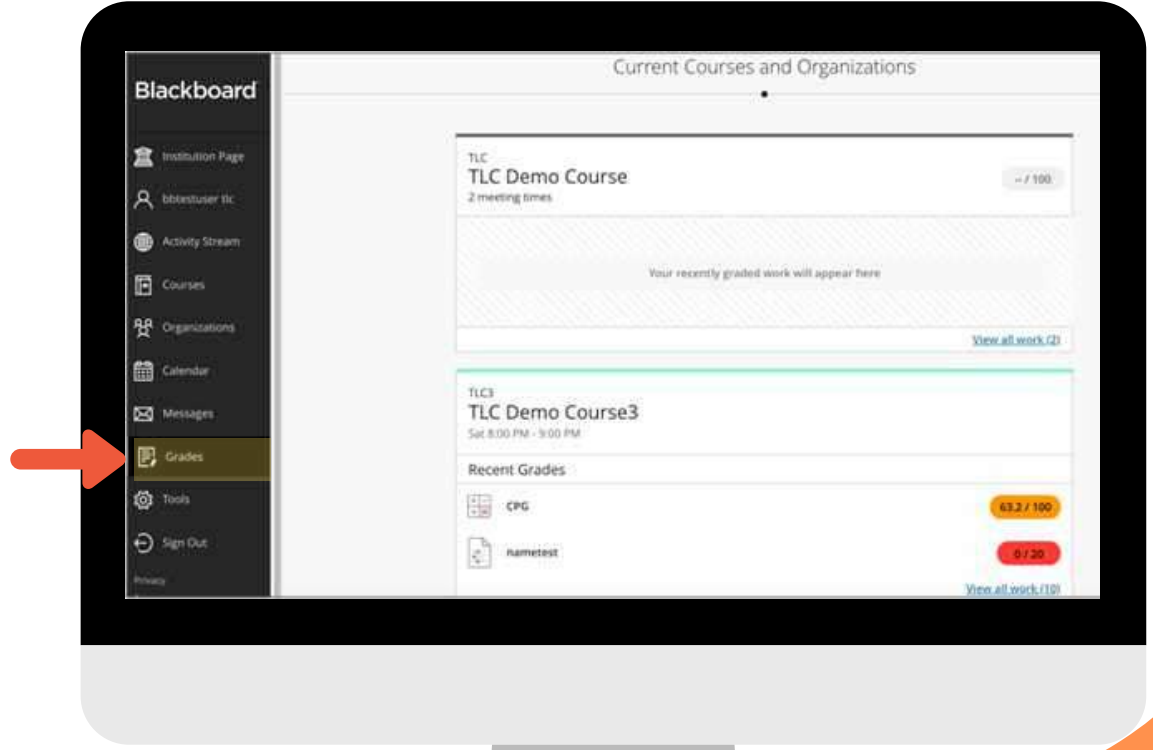 Blackboard
Institution Page
bbtestuser tlc
Activity Stream
Courses
Organizations
Calendar
Messages
Grades
Tools
Sign Out
Privacy
Current Courses and Organizations
TLC
TLC Demo Course
2 meeting times
-- / 100
Your recently graded work will appear here
View all work (2)
TLC3
TLC Demo Course3
Sat 8:00 PM - 9:00 PM
Recent Grades
CPG
63.2 / 100
nametest
0 / 20
View all work (10)